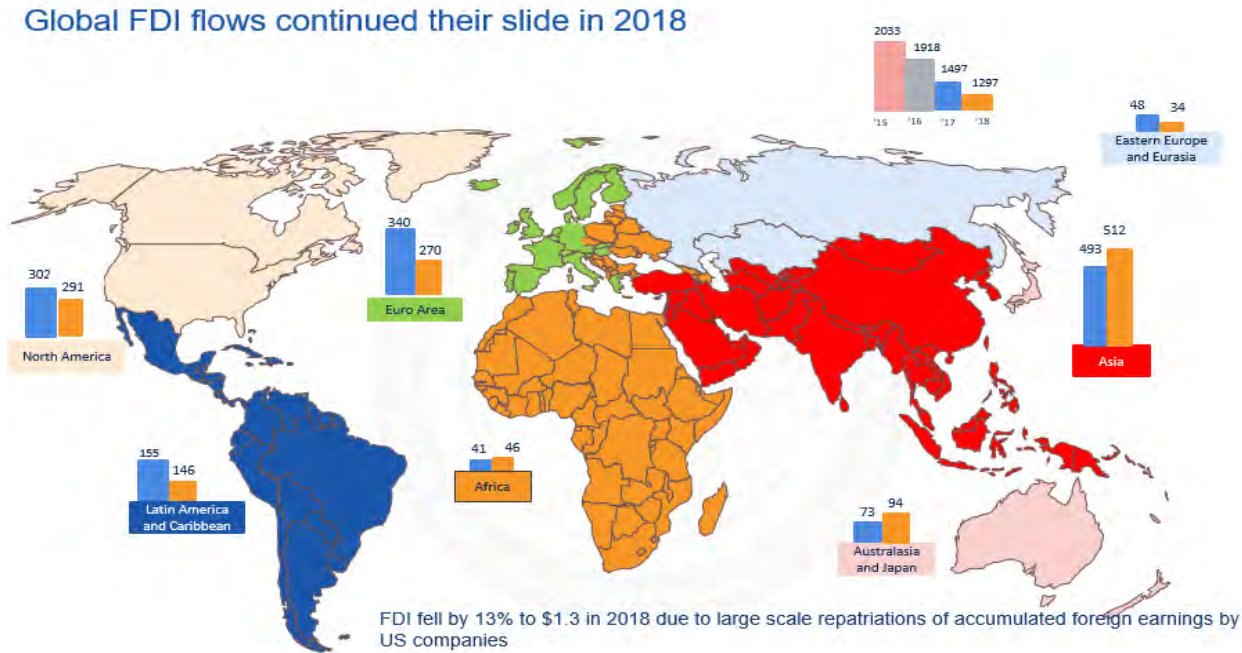 Global FDI flows continued their slide in 2018
2033
1918
1497
1297
'15
'16
'17
'18
48
34
Eastern Europe
and Eurasia
340
270
Euro Area
302
291
North America
493
512
Asia
155
146
Latin America
and Caribbean
41
46
Africa
73
94
Australasia
and Japan
FDI fell by 13% to $1.3 in 2018 due to large scale repatriations of accumulated foreign earnings by
US companies